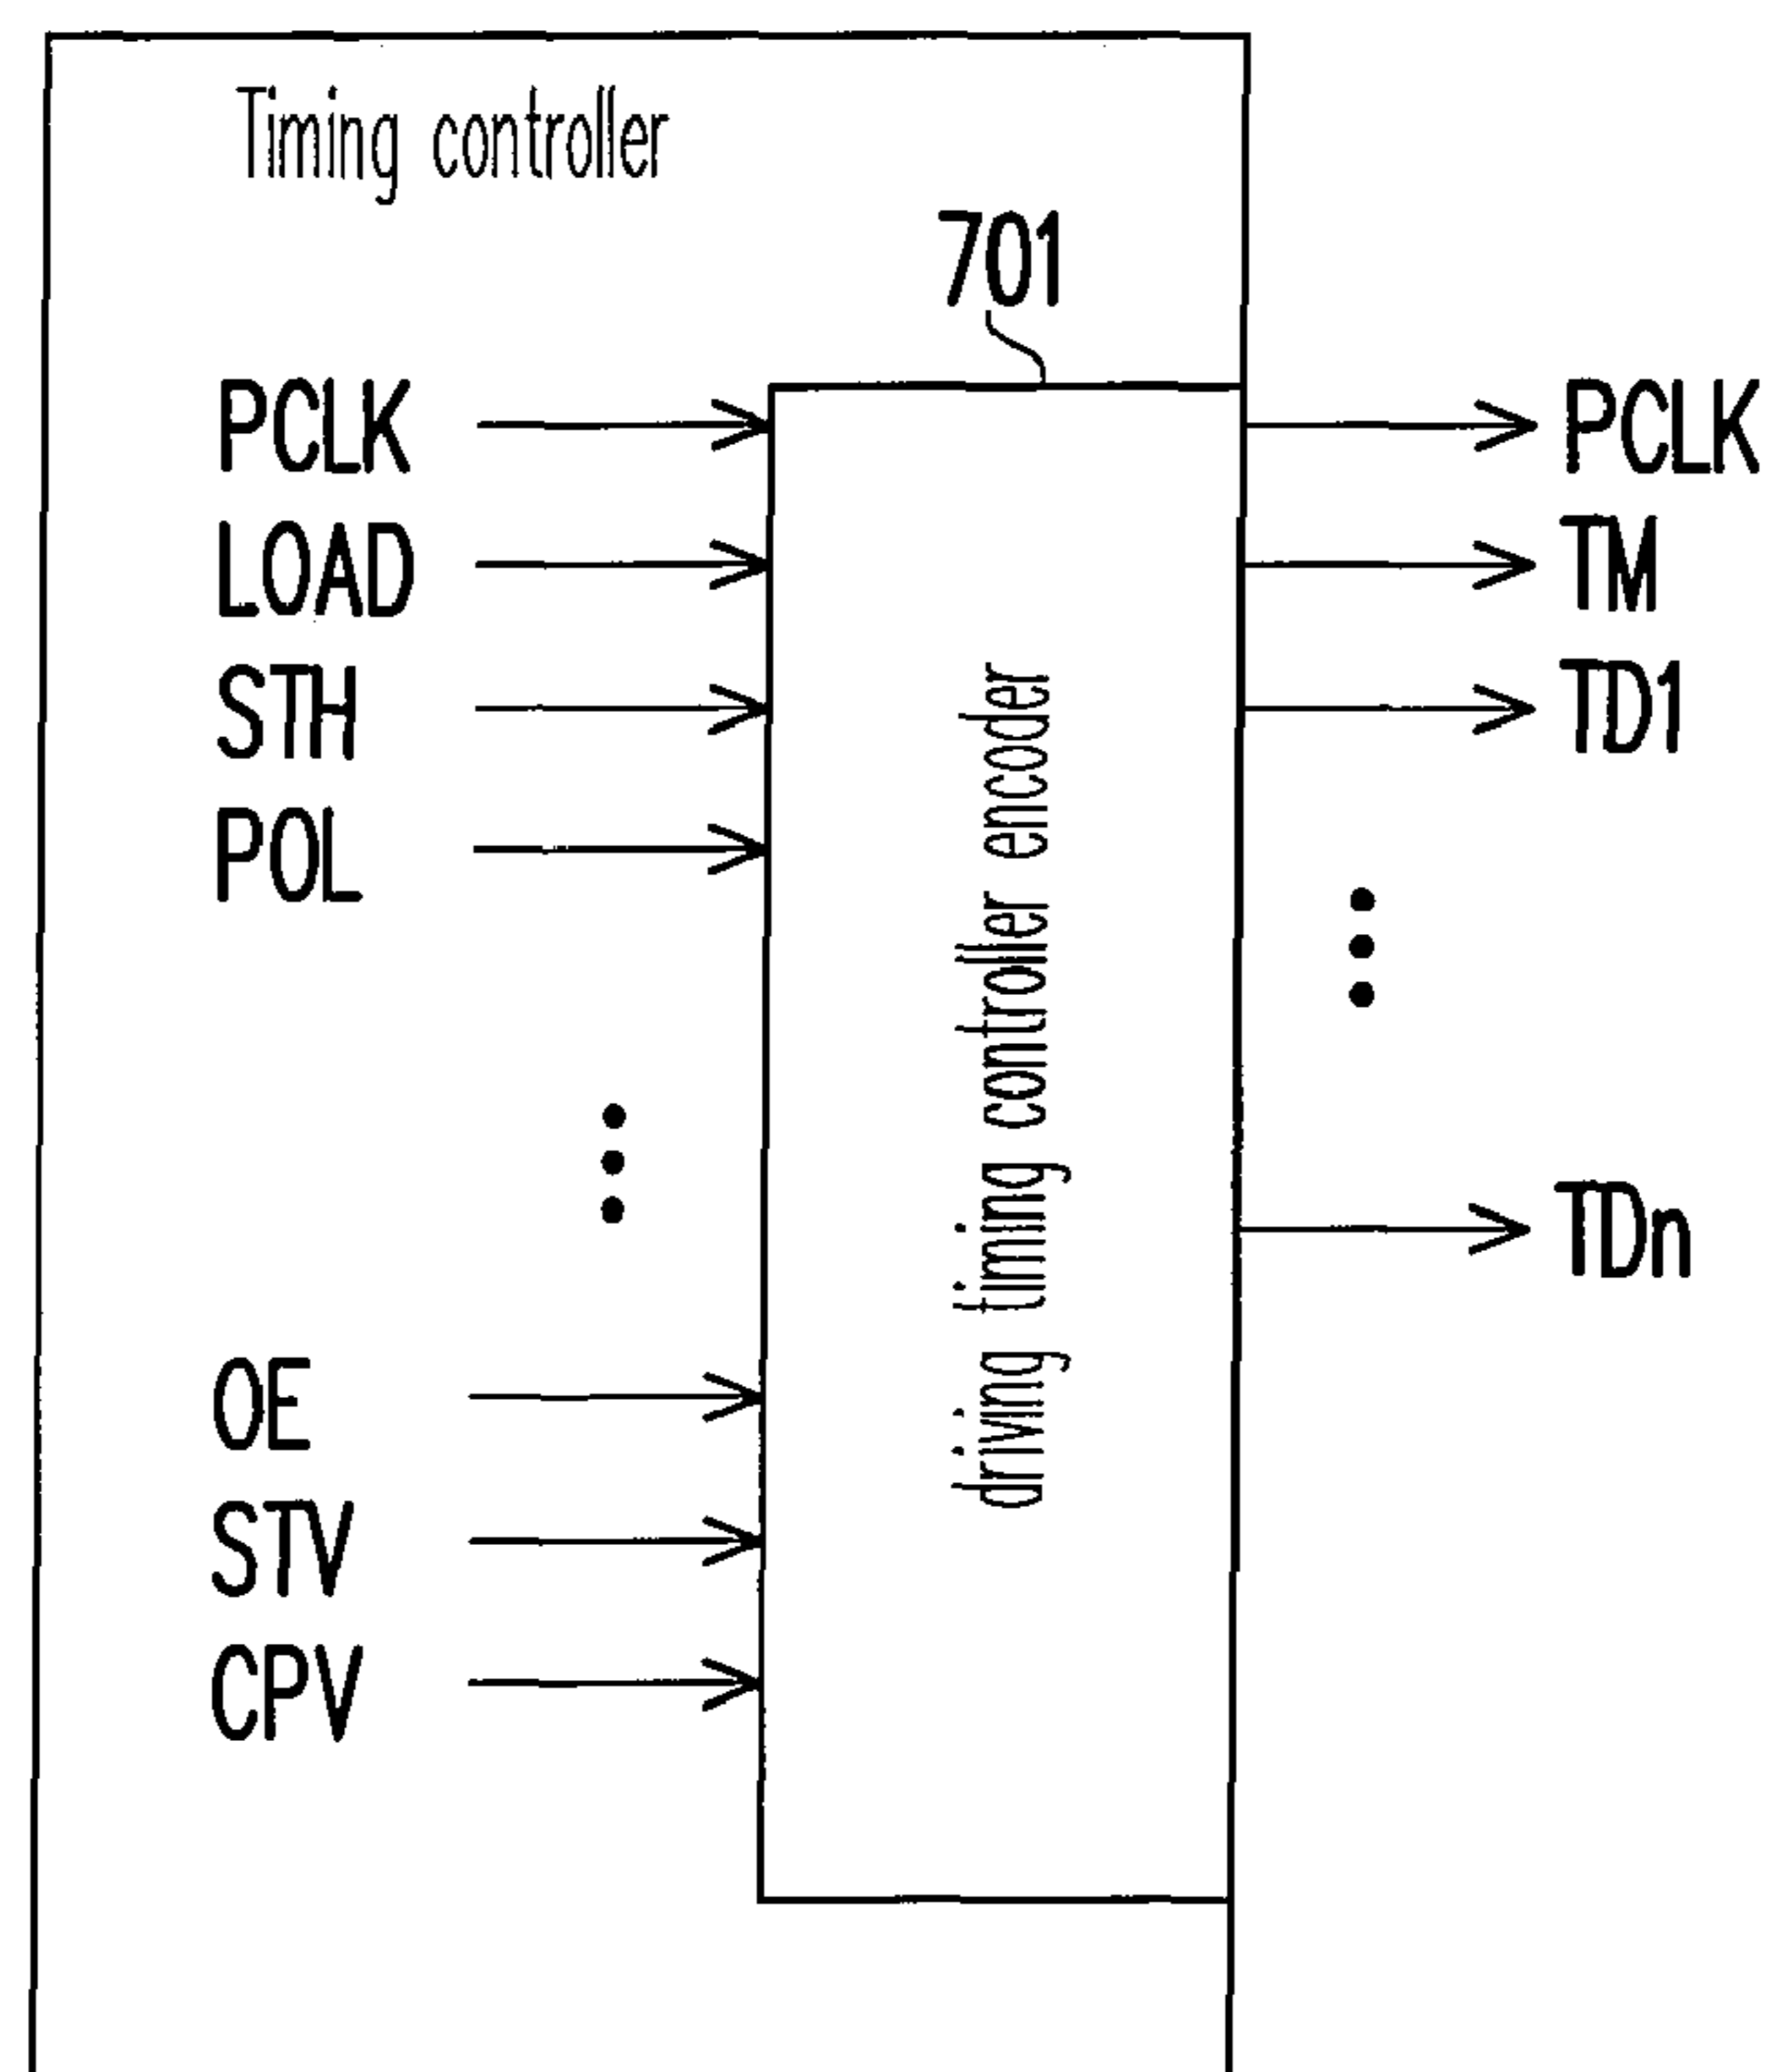 Timing controller
701
PCLK
LOAD
STH
POL
OE
STV
CPV
driving timing controller encoder
PCLK
TM
TD1
TDn